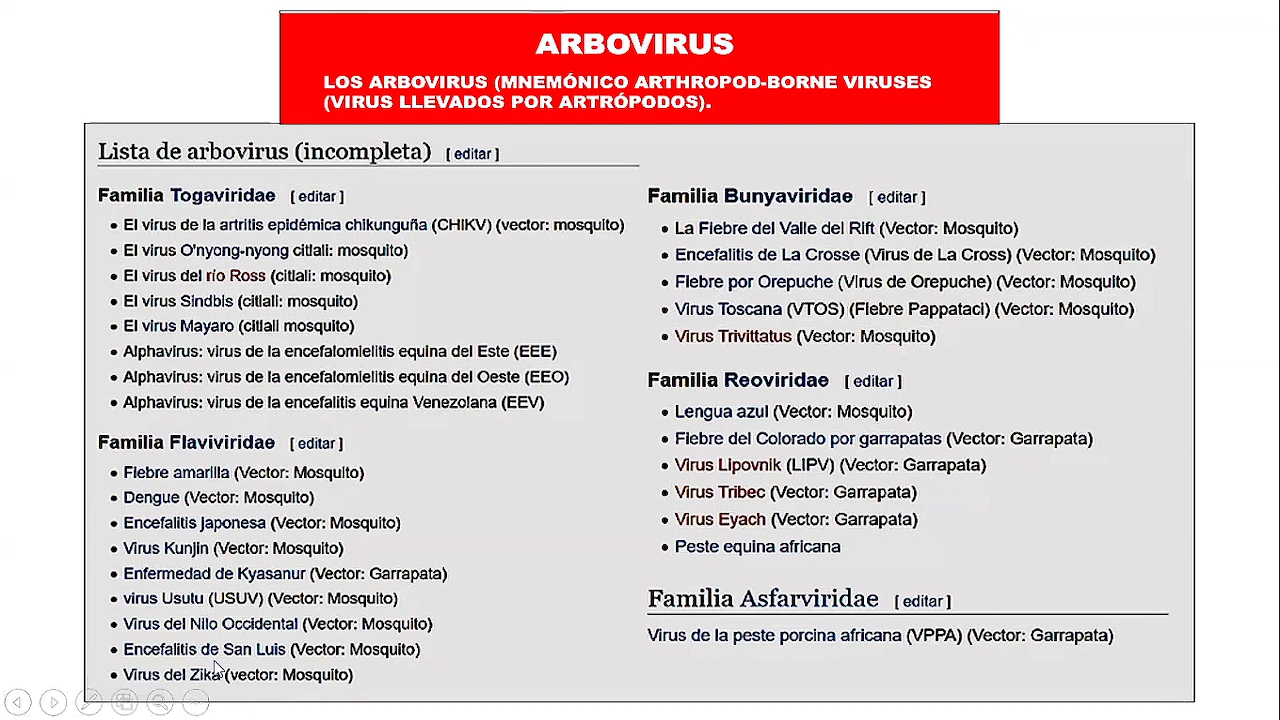 ARBOVIRUS
LOS ARBOVIRUS (MNEMÓNICO ARTHROPOD-BORNE VIRUSES
(VIRUS LLEVADOS POR ARTRÓPODOS).
Lista de arbovirus (incompleta) [ editar ]
Familia Togaviridae [ editar ]
• El virus de la artritis epidémica chikunguña (CHIKV) (vector: mosquito)
• El virus O'nyong-nyong citlali: mosquito)
• El virus del río Ross (citlali: mosquito)
• El virus Sindbis (citlali: mosquito)
• El virus Mayaro (citlali mosquito)
• Alphavirus: virus de la encefalomielitis equina del Este (EEE)
• Alphavirus: virus de la encefalomielitis equina del Oeste (EEO)
• Alphavirus: virus de la encefalitis equina Venezolana (EEV)
Familia Flaviviridae [ editar ]
• Fiebre amarilla (Vector: Mosquito)
• Dengue (Vector: Mosquito)
• Encefalitis japonesa (Vector: Mosquito)
• Virus Kunjin (Vector: Mosquito)
• Enfermedad de Kyasanur (Vector: Garrapata)
• virus Usutu (USUV) (Vector: Mosquito)
• Virus del Nilo Occidental (Vector: Mosquito)
• Encefalitis de San Luis (Vector: Mosquito)
• Virus del Zika (vector: Mosquito)
Familia Bunyaviridae [ editar ]
• La Fiebre del Valle del Rift (Vector: Mosquito)
• Encefalitis de La Crosse (Virus de La Cross) (Vector: Mosquito)
• Fiebre por Orepuche (Virus de Orepuche) (Vector: Mosquito)
• Virus Toscana (VTOS) (Fiebre Pappataci) (Vector: Mosquito)
• Virus Trivittatus (Vector: Mosquito)
Familia Reoviridae [ editar ]
• Lengua azul (Vector: Mosquito)
• Fiebre del Colorado por garrapatas (Vector: Garrapata)
• Virus Lipovnik (LIPV) (Vector: Garrapata)
• Virus Tribec (Vector: Garrapata)
• Virus Eyach (Vector: Garrapata)
• Peste equina africana
Familia Asfarviridae [ editar ]
Virus de la peste porcina africana (VPPA) (Vector: Garrapata)